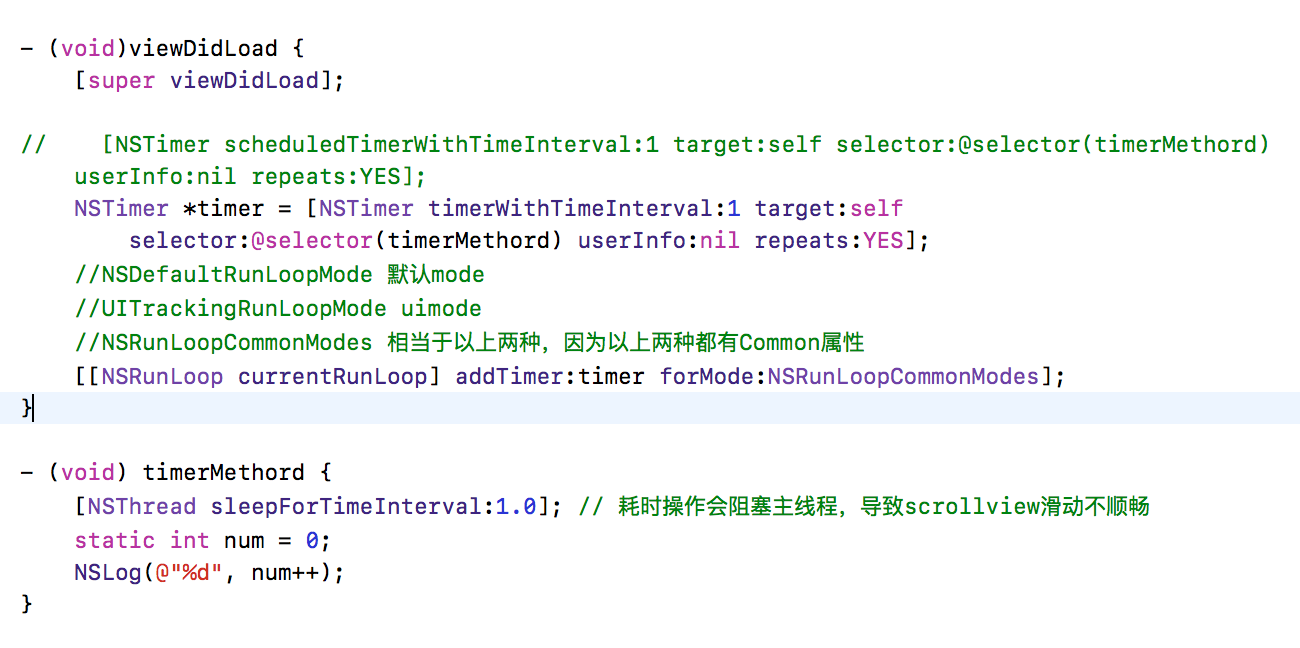 - (void)viewDidLoad {
    [super viewDidLoad];
//    [NSTimer scheduledTimerWithTimeInterval:1 target:self selector:@selector(timerMethord)
    userInfo:nil repeats:YES];
    NSTimer *timer = [NSTimer timerWithTimeInterval:1 target:self
        selector:@selector(timerMethord) userInfo:nil repeats:YES];
    //NSDefaultRunLoopMode 默认mode
    //UITrackingRunLoopMode uimode
    //NSRunLoopCommonModes 相当于以上两种，因为以上两种都有Common属性
    [[NSRunLoop currentRunLoop] addTimer:timer forMode:NSRunLoopCommonModes];
}
- (void) timerMethord {
    [NSThread sleepForTimeInterval:1.0]; // 耗时操作会阻塞主线程，导致scrollview滑动不顺畅
    static int num = 0;
    NSLog(@"%d", num++);
}